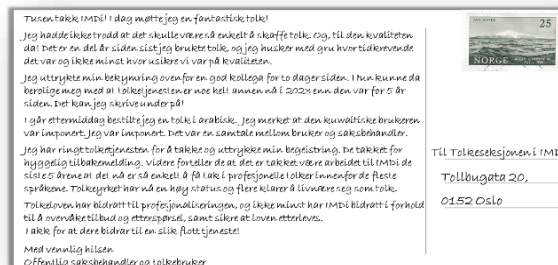 Tusen takk IMDi! I dag møtte jeg en fantastisk tolk!
Jeg hadde ikke trodd at det skulle være så enkelt å skaffe tolk. Og, til den kvaliteten
da! Det er en del år siden sist jeg brukte tolk, og jeg husker med gru hvor tidkrevende
det var og ikke minst hvor usikre vi var på kvaliteten.
Jeg uttrykte min bekymring ovenfor en god kollega for to dager siden. Hun kunne da
berolige meg med at tolketjenesten er noe helt annen nå i 2023 enn den var for 5 år
siden. Det kan jeg skrive under på!
I går ettermiddag bestilte jeg en tolk i arabisk. Jeg merket at den kuwaitiske brukeren
var imponert. Jeg var imponert. Det var en samtale mellom bruker og saksbehandler.
Jeg har ringt tolketjenesten for å takke og uttrykke min begeistring. De takket for
hyggelig tilbakemelding. Videre forteller de at det er takket være arbeidet til IMDi de
siste 5 årene at det nå er så enkelt å få tak i profesjonelle tolker innenfor de fleste
språkene. Tolkeyrket har nå en høy status og flere klarer å livnære seg som tolk.
Tolkeloven har bidratt til profesjonaliseringen, og ikke minst har IMDi bidratt i forhold
til å overvåke tilbud og etterspørsel, samt sikre at loven etterleves.
Takk for at dere bidrar til en slik flott tjeneste!
Med vennlig hilsen
Offentlig saksbehandler og tolkebruker
25
NORGE
Til Tolkeseksjonen i IMD
Tollbugata 20,
0152 Oslo